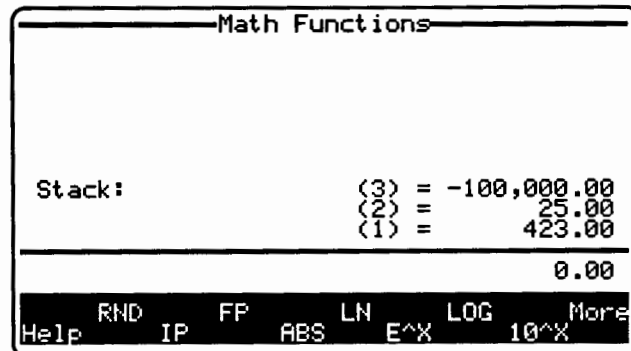 Math Functions
Stack: (3) = -100,000.00
(2) = 25.00
(1) = 423.00
0.00
RND FP LN LOG More
Help IP ABS E^X 10^X